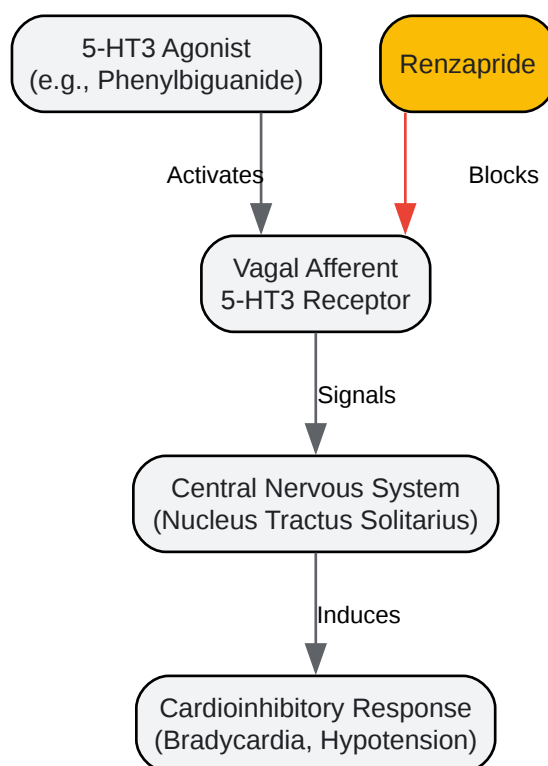 5-HT3 Agonist
(e.g., Phenylbiguanide)
Renzapride
Activates
Blocks
Vagal Afferent
5-HT3 Receptor
Signals
Central Nervous System
(Nucleus Tractus Solitarius)
Induces
Cardioinhibitory Response
(Bradycardia, Hypotension)